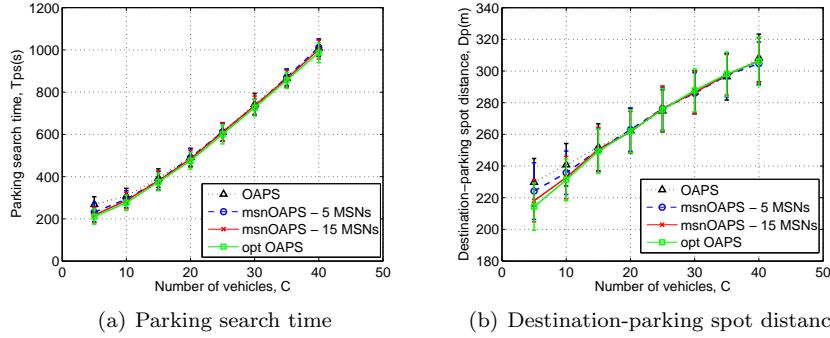 1200
1000
800
600
400
200
0
0 10 20 30 40 50
Parking search time, Tps(s)
Number of vehicles, C
OAPS
msnOAPS − 5 MSNs
msnOAPS − 15 MSNs
opt OAPS
(a) Parking search time
340
320
300
280
260
240
220
200
180
0 10 20 30 40 50
Destination−parking spot distance, Dp(m)
Number of vehicles, C
OAPS
msnOAPS − 5 MSNs
msnOAPS − 15 MSNs
opt OAPS
(b) Destination-parking spot distanc